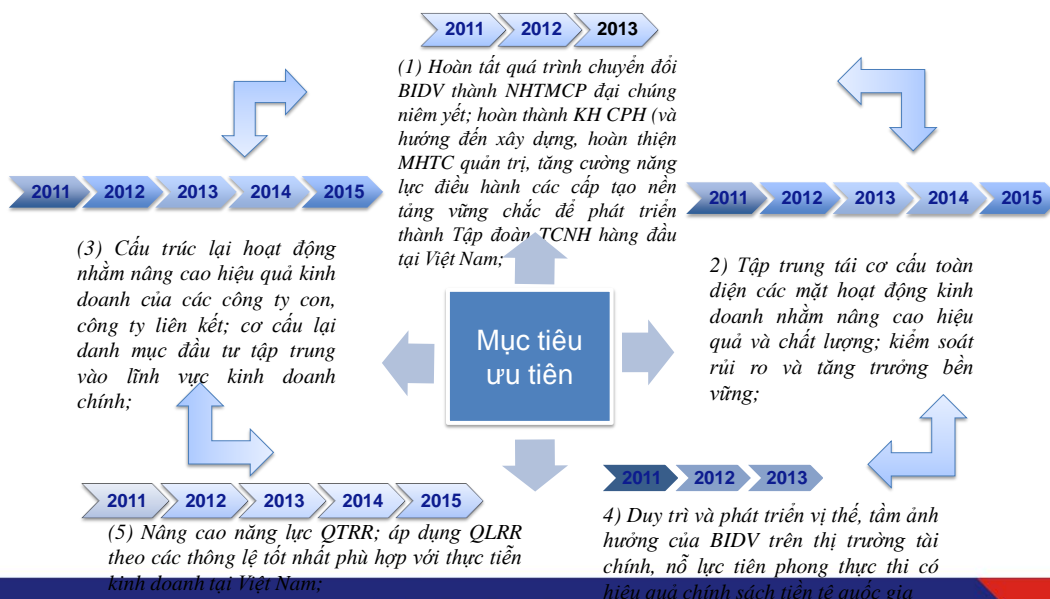 2011 2012 2013
(1) Hoàn tất quá trình chuyển đổi
BIDV thành NHTMCP đại chúng
niêm yết; hoàn thành KH CPH (và
hướng đến xây dựng, hoàn thiện
MHTC quản trị, tăng cường năng
lực điều hành các cấp tạo nền
tảng vững chắc để phát triển
thành Tập đoàn TCNH hàng đầu
tại Việt Nam;
2011 2012 2013 2014 2015
(3) Cấu trúc lại hoạt động
nhằm nâng cao hiệu quả kinh
doanh của các công ty con,
công ty liên kết; cơ cấu lại
danh mục đầu tư tập trung
vào lĩnh vực kinh doanh
chính;
Mục tiêu
ưu tiên
2011 2012 2013 2014 2015
2) Tập trung tái cơ cấu toàn
diện các mặt hoạt động kinh
doanh nhằm nâng cao hiệu
quả và chất lượng; kiểm soát
rủi ro và tăng trưởng bền
vững;
2011 2012 2013 2014 2015
(5) Nâng cao năng lực QTRR; áp dụng QLRR
theo các thông lệ tốt nhất phù hợp với thực tiễn
kinh doanh tại Việt Nam;
2011 2012 2013
4) Duy trì và phát triển vị thế, tầm ảnh
hưởng của BIDV trên thị trường tài
chính, nỗ lực tiên phong thực thi có
hiệu quả chính sách tiền tệ quốc gia